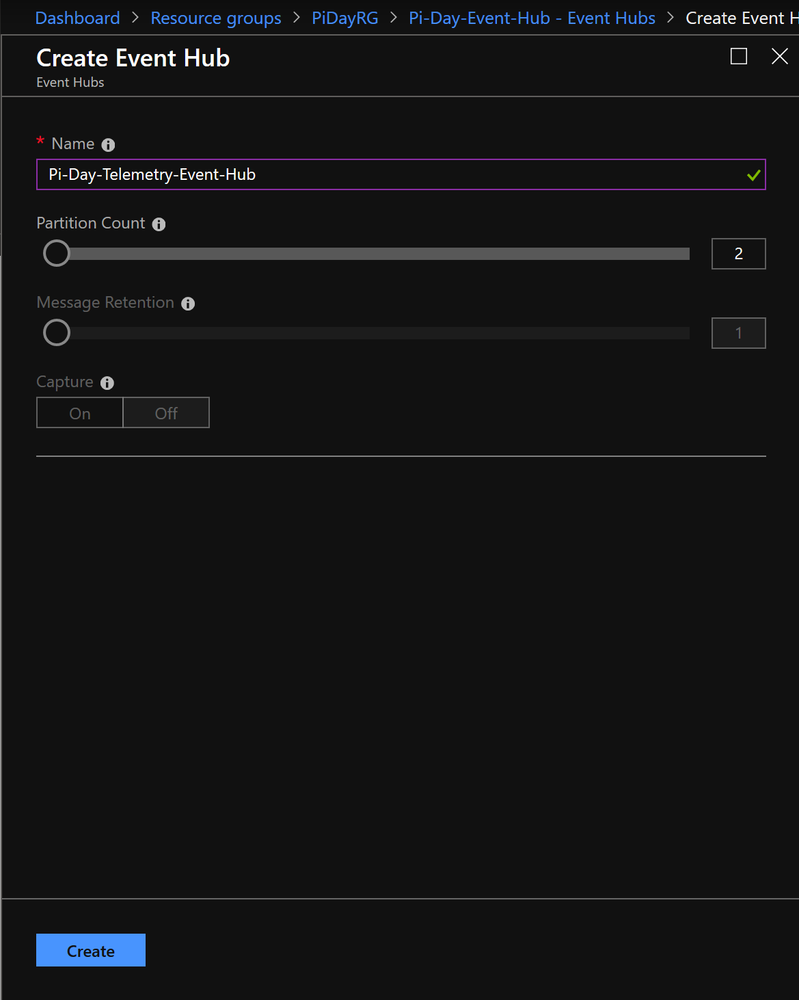 Dashboard > Resource groups > PiDayRG > Pi-Day-Event-Hub - Event Hubs > Create Event H
Create Event Hub
Event Hubs
* Name
Pi-Day-Telemetry-Event-Hub
Partition Count
2
Message Retention
1
Capture
On Off
Create